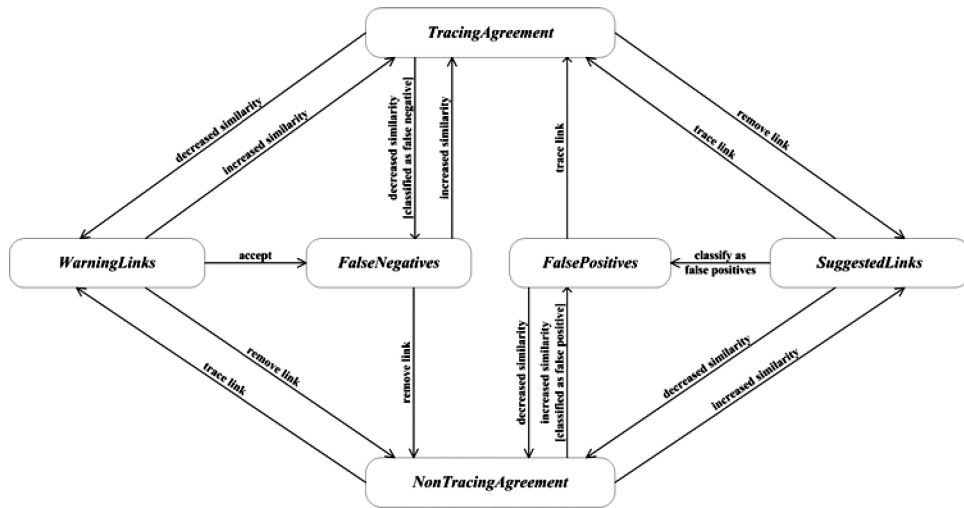 TracingAgreement
decreased similarity
increased similarity
decreased similarity
[classified as false negative]
increased similarity
trace link
trace link
remove link
WarningLinks
accept
FalseNegatives
FalsePositives
classify as
false positives
SuggestedLinks
trace link
remove link
remove link
decreased similarity
increased similarity
[classified as false positive]
decreased similarity
increased similarity
NonTracingAgreement